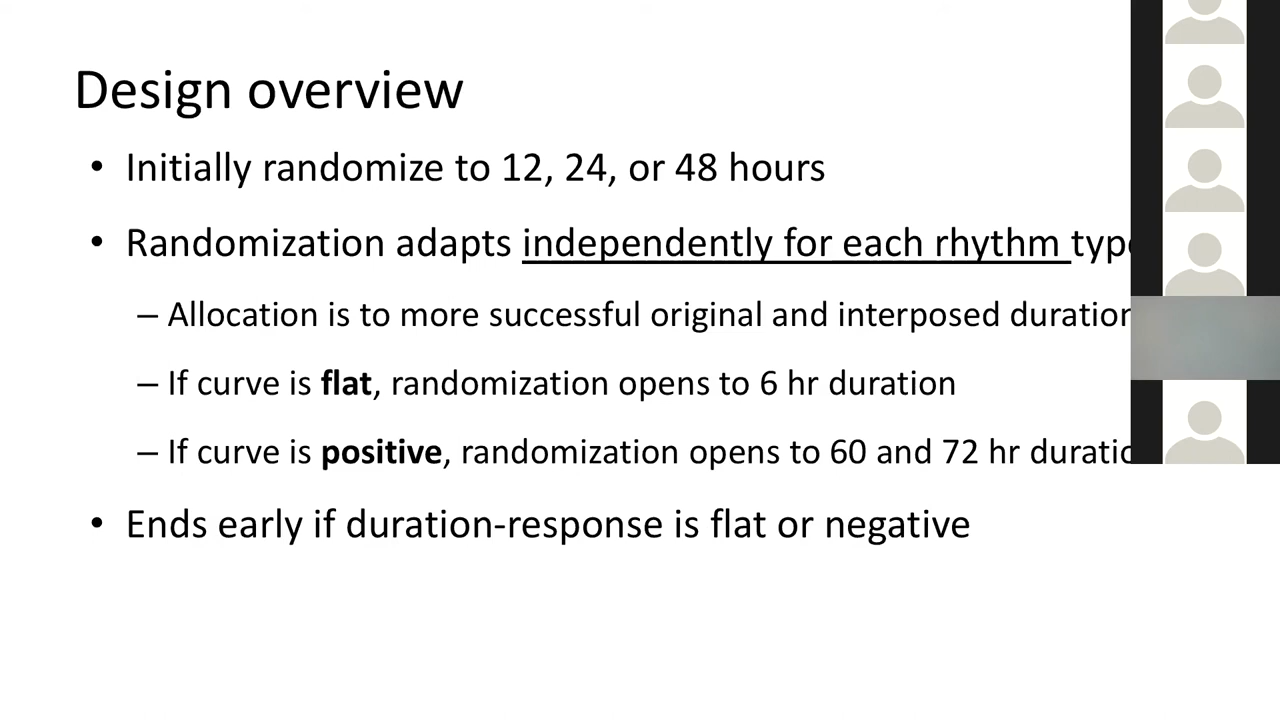 Design overview
• Initially randomize to 12, 24, or 48 hours
• Randomization adapts independently for each rhythm
– Allocation is to more successful original and interposed
– If curve is flat, randomization opens to 6 hr duration
– If curve is positive, randomization opens to 60 and 72 hr
• Ends early if duration-response is flat or negative